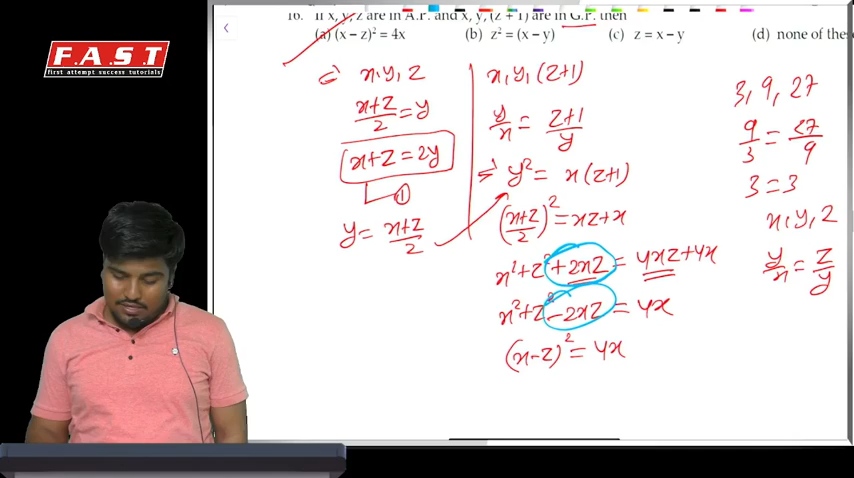 16. If x, y, z are in A.P. and x, y, (z + 1) are in G.P. then
(a) (x – z)² = 4x (b) z² = (x – y) (c) z = x – y (d) none of these
F.A.S.T
first attempt success tutorials
x, y, z
x+z/2 = y
x+z = 2y
①
y = x+z/2
x, y, (z+1)
y/x = z+1/y
y² = x(z+1)
(x+z/2)² = xz+x
x²+z²+2xz = 4xz+4x
x²+z²-2xz = 4x
(x-z)² = 4x
3, 9, 27
9/3 = 27/9
3 = 3
x, y, z
y/x = z/y